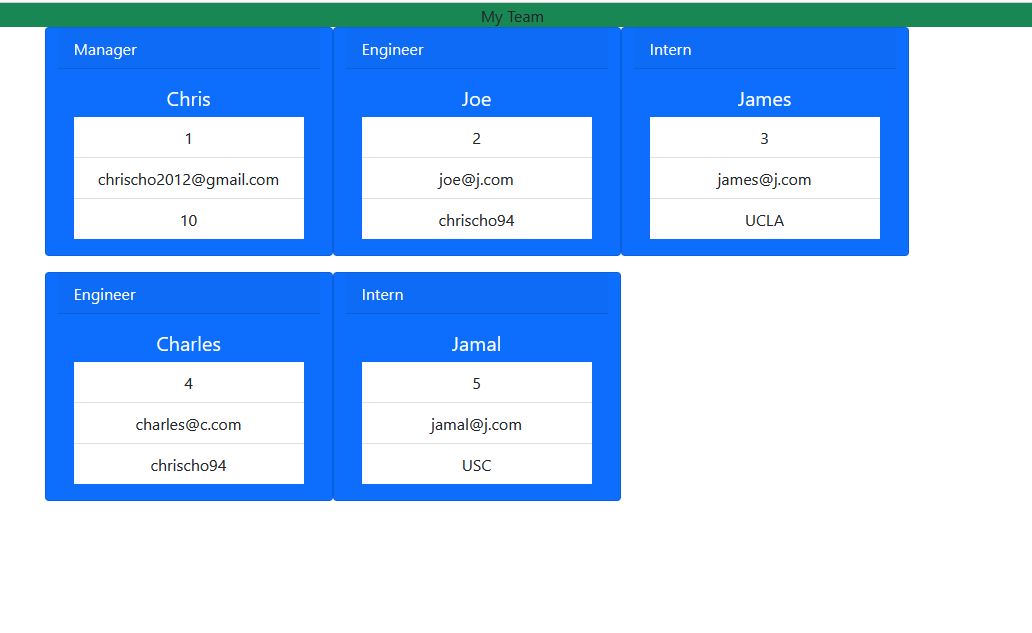 My Team
Manager
Chris
1
chrischo2012@gmail.com
10
Engineer
Joe
2
joe@j.com
chrischo94
Intern
James
3
james@j.com
UCLA
Engineer
Charles
4
charles@c.com
chrischo94
Intern
Jamal
5
jamal@j.com
USC